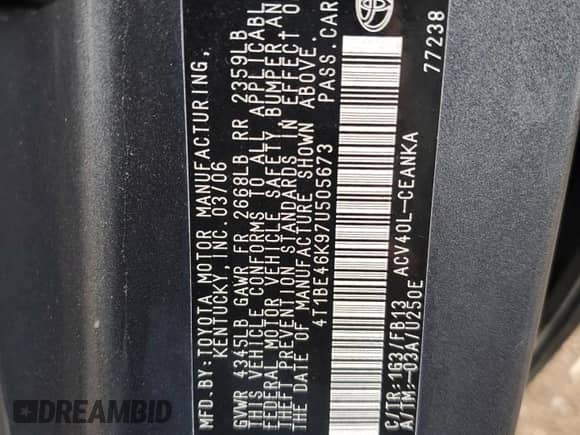 MFD.BY:TOYOTA MOTOR MANUFACTURING,
KENTUCKY, INC. 03/06
GVWR 4345LB GAWR FR 2668LB RR 2359LB
THIS VEHICLE CONFORMS TO ALL APPLICABL
FEDERAL MOTOR VEHICLE SAFETY, BUMPER AN
THEFT PREVENTION STANDARDS IN EFFECT O
THE DATE OF MANUFACTURE SHOWN ABOVE.
4T1BE46K97U505673 PASS.CAR
C/TR:1G3/FB13 ACV40L-CEANKA
A/TM:-03A/U250E 77238
DREAMBID